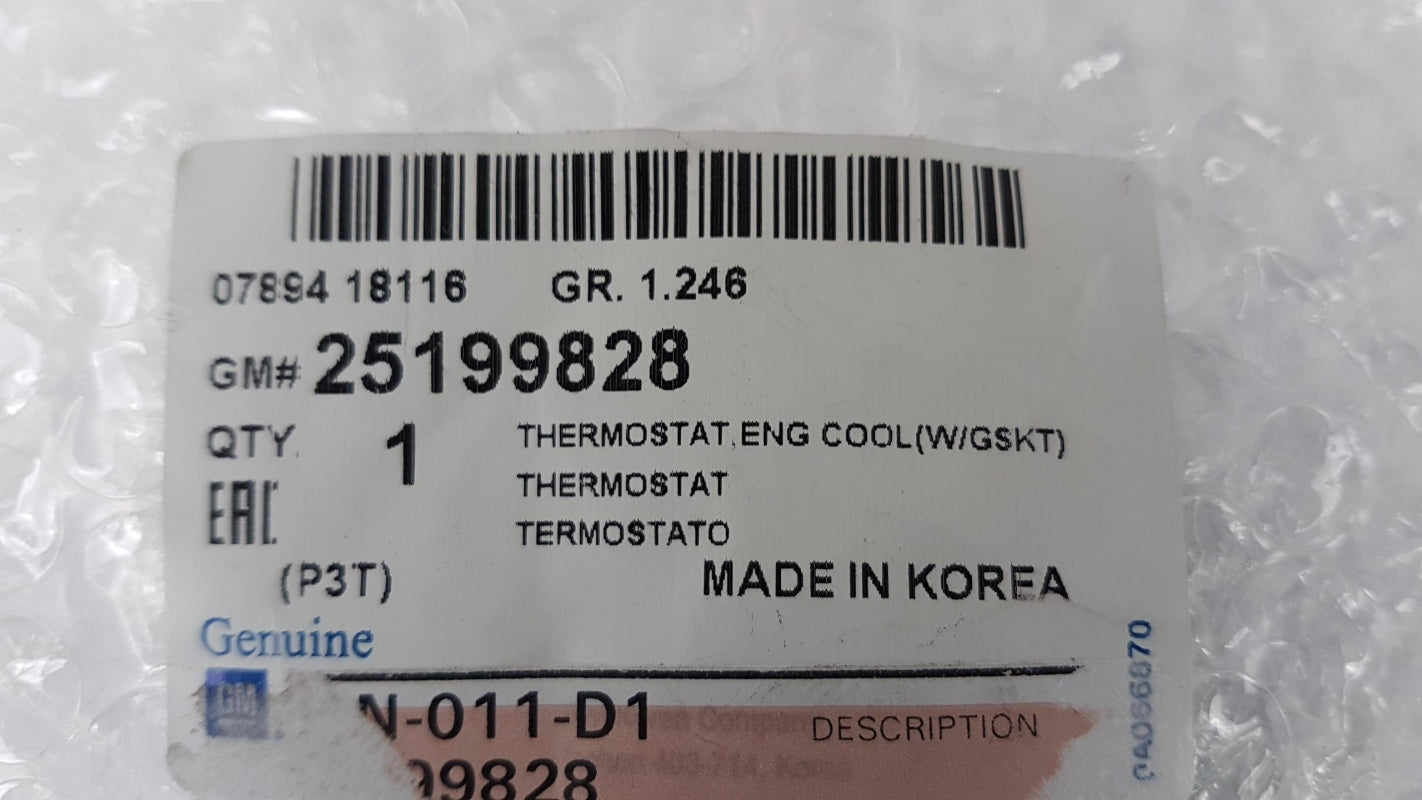 07894 18116 GR. 1.246
GM# 25199828
QTY. 1 THERMOSTAT,ENG COOL(W/GSKT)
EAC THERMOSTAT
TERMOSTATO
(P3T) MADE IN KOREA
Genuine
GM
N-011-D1 DESCRIPTION
99828